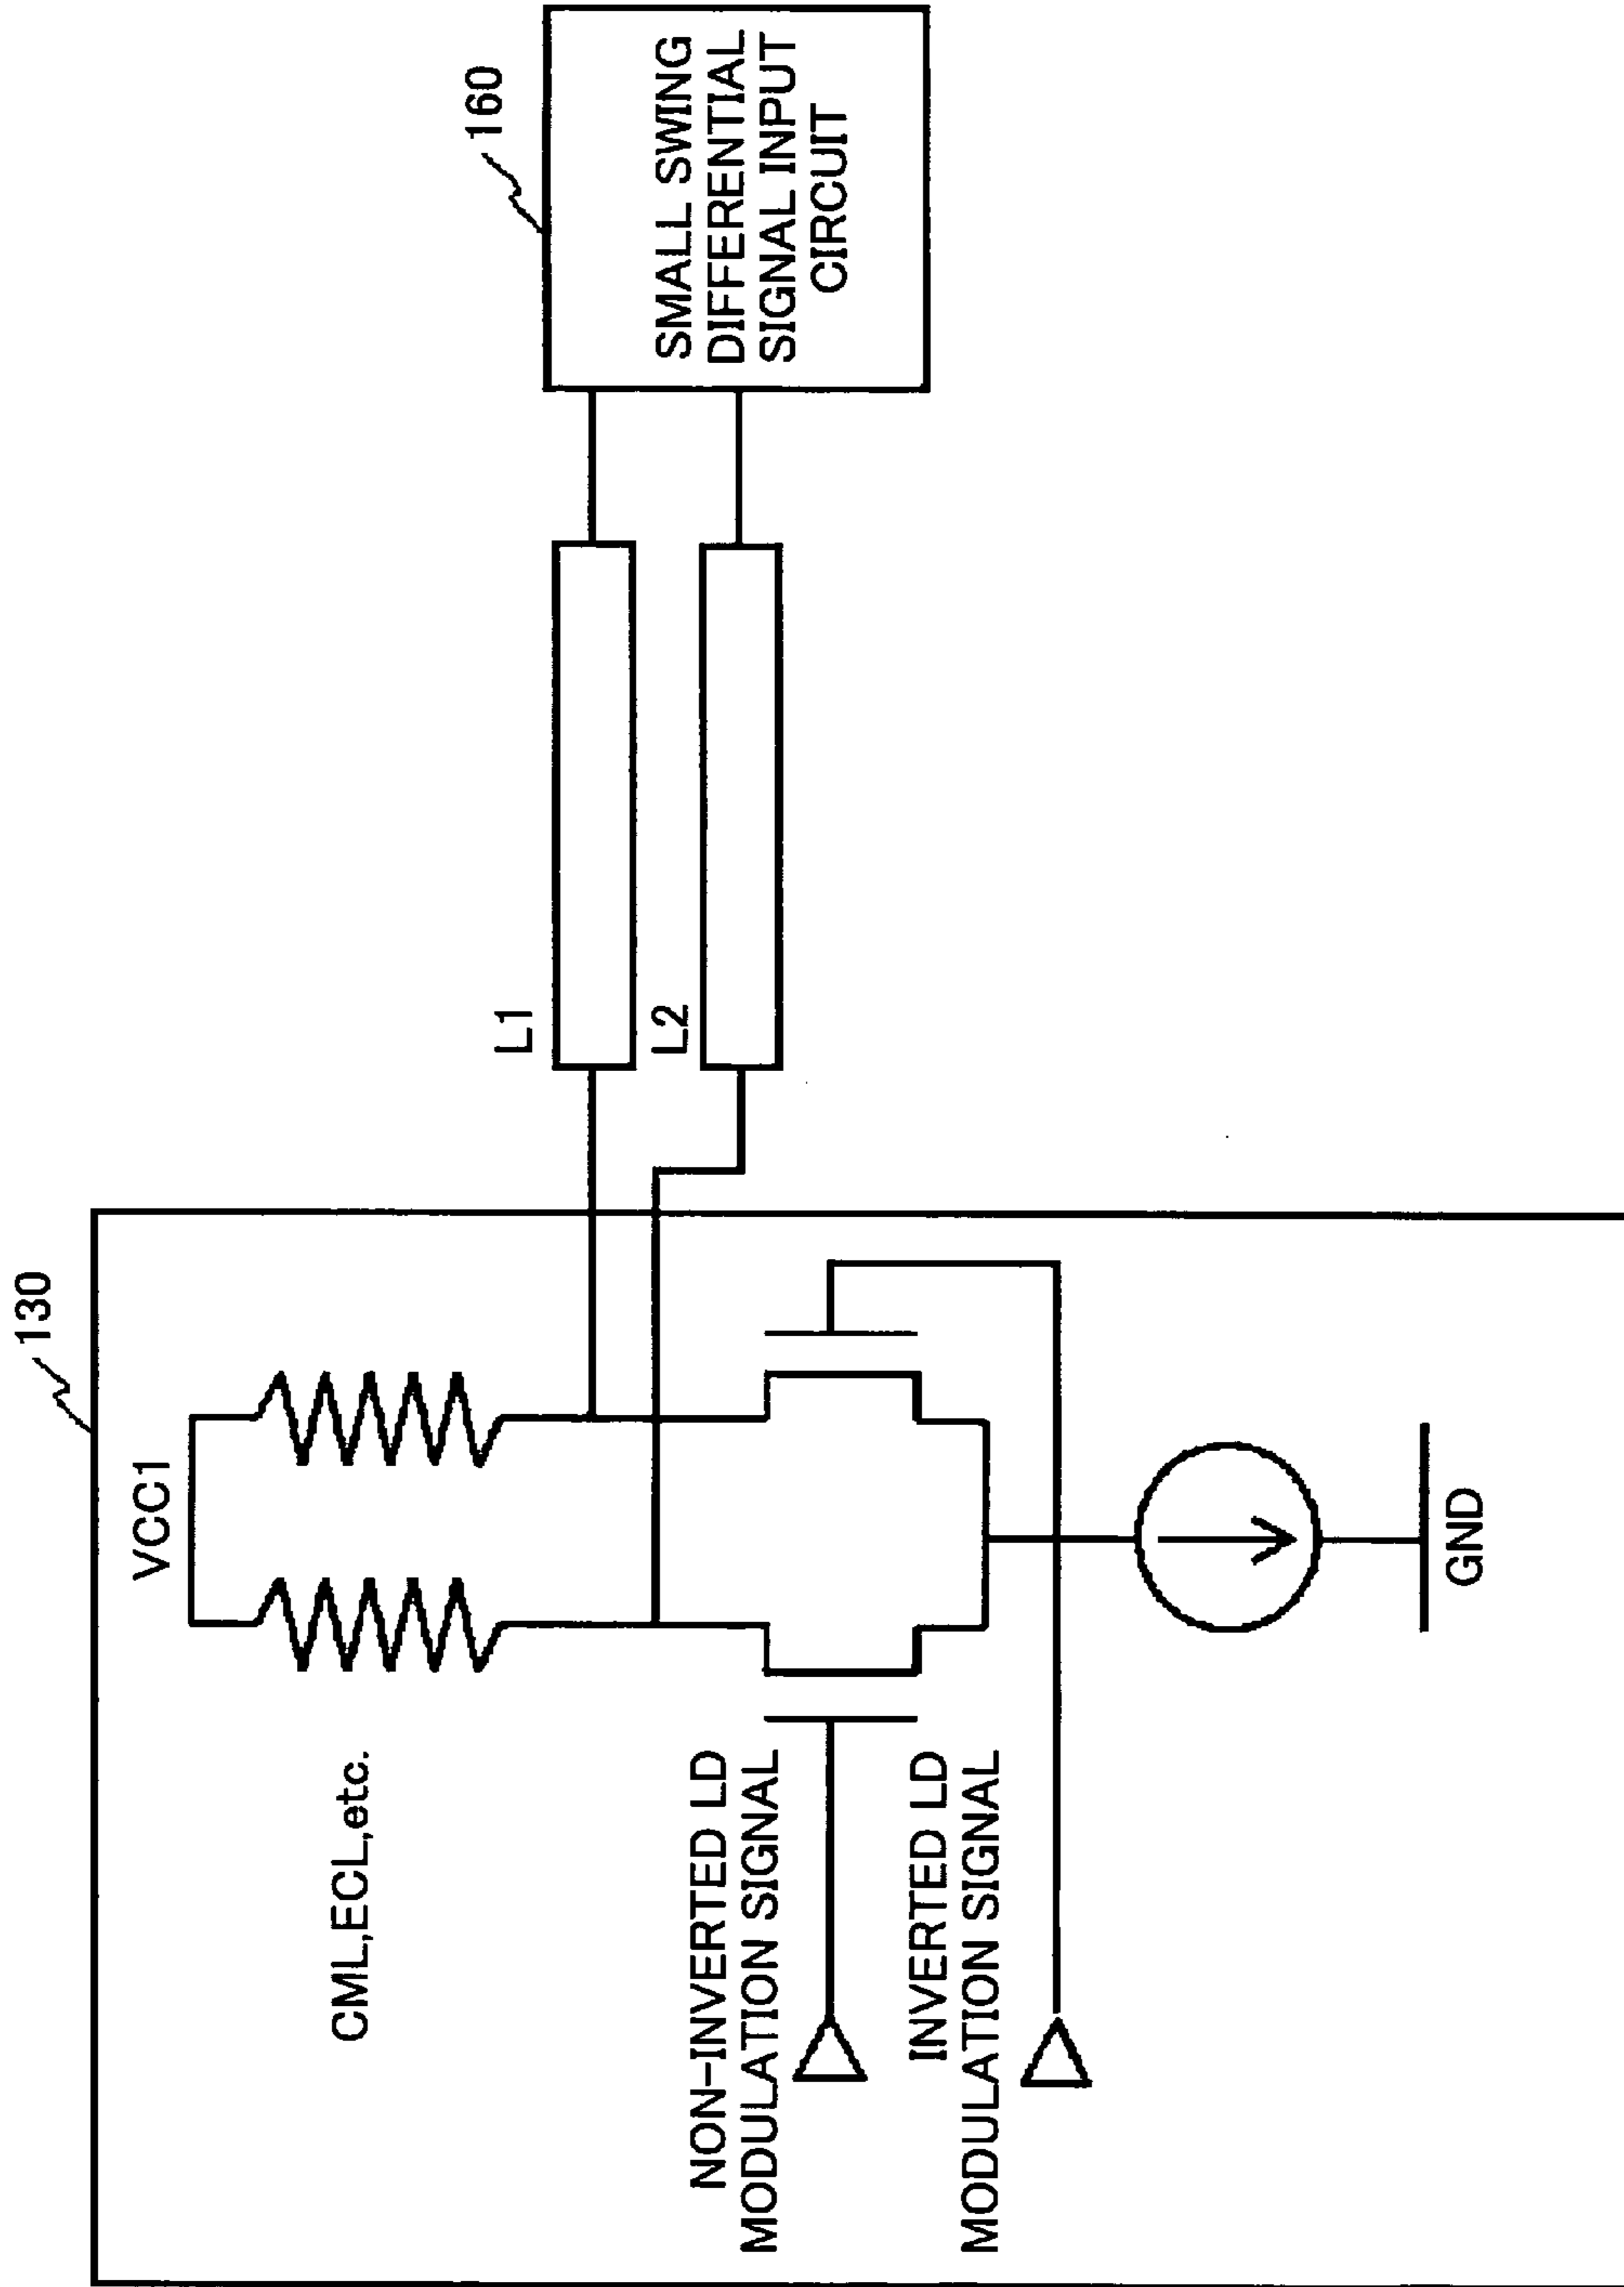 130
VCC1
CML,ECL,etc.
NON-INVERTED LD
MODULATION SIGNAL
INVERTED LD
MODULATION SIGNAL
GND
L1
L2
160
SMALL SWING
DIFFERENTIAL
SIGNAL INPUT
CIRCUIT